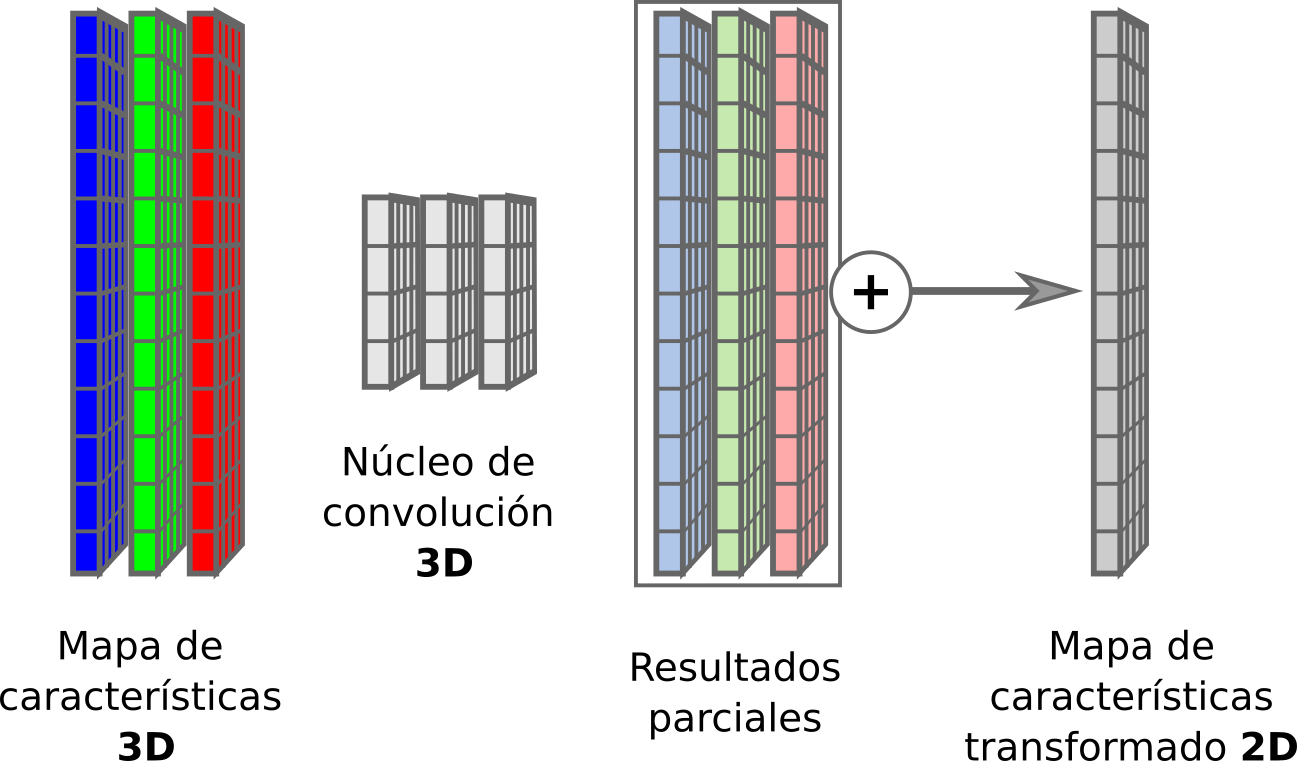 +
Núcleo de
convolución
3D
Mapa de
características
3D
Resultados
parciales
Mapa de
características
transformado 2D